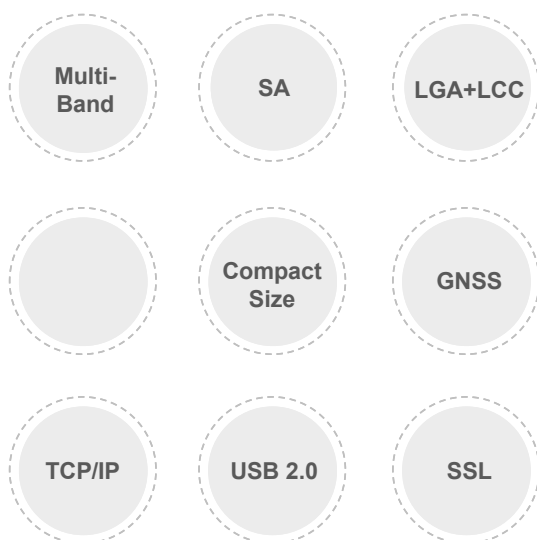 Multi-
Band
SA
LGA+LCC
Compact
Size
GNSS
TCP/IP
USB 2.0
SSL